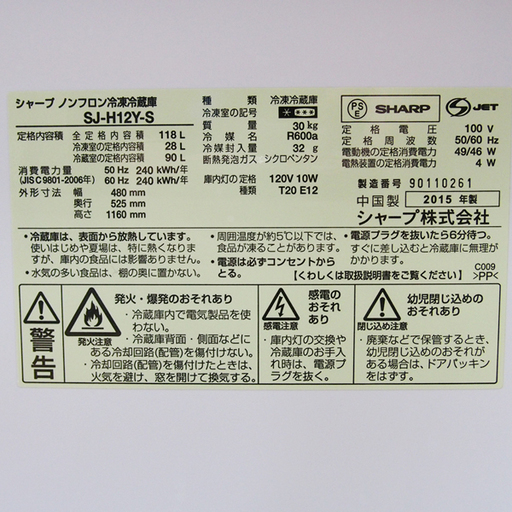 シャープ ノンフロン冷凍冷蔵庫
SJ-H12Y-S
定格内容積 全定格内容積 118 L
冷凍室の定格内容積 28 L
冷蔵室の定格内容積 90 L
消費電力量 50 Hz 240 kWh/年
(JIS C 9801-2006年) 60 Hz 240 kWh/年
外形寸法 幅 480 mm
奥行 525 mm
高さ 1160 mm
種類 冷凍冷蔵庫
冷凍室の記号
質量 30 kg
冷媒 R600a
冷媒封入量 32 g
断熱発泡ガス シクロペンタン
庫内灯の定格 120V 10W
T20 E12
PS
E
SHARP
JET
定格電圧 100 V
定格周波数 50/60 Hz
電動機の定格消費電力 49/46 W
電熱装置の定格消費電力 4 W
製造番号 90110261
中国製 2015 年製
シャープ株式会社
・冷蔵庫は、表面から放熱しています。
使いはじめや夏場は、特に熱くなります
が、庫内の食品には影響ありません。
・水気の多い食品は、棚の奥に置かない。
・周囲温度が約5℃以下では、
食品が凍ることがあります。
・電源は必ずコンセントから
とる。
・電源プラグを抜いたら6分待つ。
すぐに差し込むと冷蔵庫に無理が
かかります。
【くわしくは取扱説明書をご覧ください】
C009
>PP<
警告
発火注意
発火・爆発のおそれあり
・冷蔵庫内で電気製品を使
わない。
・冷蔵庫背面・側面などに
ある冷却回路(配管)を傷付けない。
・冷却回路(配管)を傷付けたときは、
火気を避け、窓を開けて換気する。
感電注意
感電の
おそれ
あり
・庫内灯の交換や
冷蔵庫のお手入
れ時は、電源プ
ラグを抜く。
閉じ込め注意
幼児閉じ込めの
おそれあり
・廃棄などで保管するとき、
幼児閉じ込めのおそれが
ある場合は、ドアパッキン
をはずす。